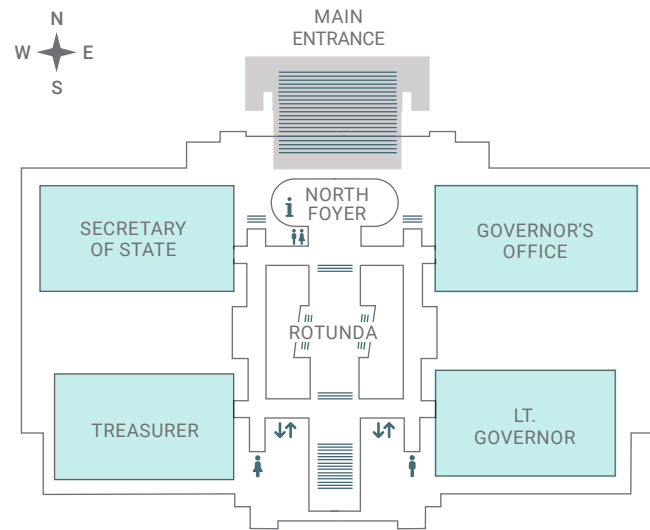 N
W E
S
MAIN
ENTRANCE
i
NORTH
FOYER
SECRETARY
OF STATE
GOVERNOR'S
OFFICE
ROTUNDA
TREASURER
LT.
GOVERNOR